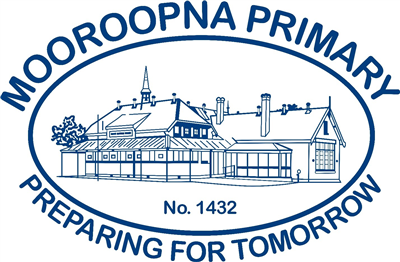 MOOROOPNA PRIMARY
No. 1432
PREPARING FOR TOMORROW